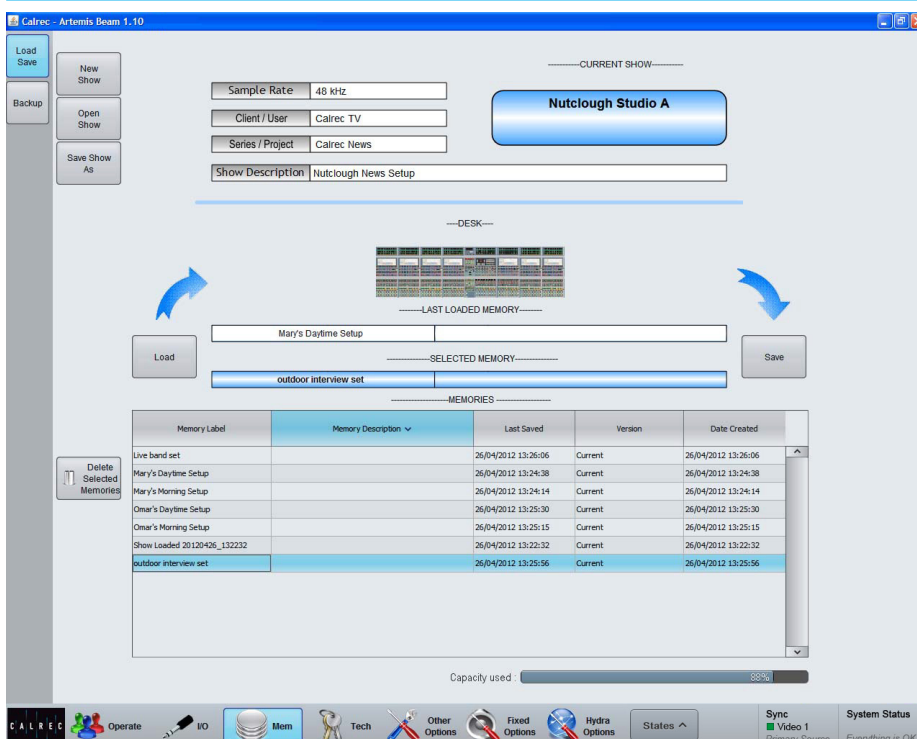 Calrec - Artemis Beam 1.10
Load
Save
Backup
New
Show
Open
Show
Save Show
As
-----------CURRENT SHOW-----------
Nutclough Studio A
Sample Rate 48 kHz
Client / User Calrec TV
Series / Project Calrec News
Show Description Nutclough News Setup
----DESK----
--------LAST LOADED MEMORY--------
Mary's Daytime Setup
Load
Save
---------------SELECTED MEMORY---------------
outdoor interview set
--------------------MEMORIES -------------------
Memory Label Memory Description Last Saved Version Date Created
Live band set 26/04/2012 13:26:06 Current 26/04/2012 13:26:06
Mary's Daytime Setup 26/04/2012 13:24:38 Current 26/04/2012 13:24:38
Mary's Morning Setup 26/04/2012 13:24:14 Current 26/04/2012 13:24:14
Omar's Daytime Setup 26/04/2012 13:25:30 Current 26/04/2012 13:25:30
Omar's Morning Setup 26/04/2012 13:25:15 Current 26/04/2012 13:25:15
Show Loaded 20120426_132232 26/04/2012 13:22:32 Current 26/04/2012 13:22:32
outdoor interview set 26/04/2012 13:25:56 Current 26/04/2012 13:25:56
Delete
Selected
Memories
Capacity used : 88%
CALREC
Operate
I/O
Mem
Tech
Other
Options
Fixed
Options
Hydra
Options
States
Sync
Video 1
Primary Source
System Status
Everything is OK